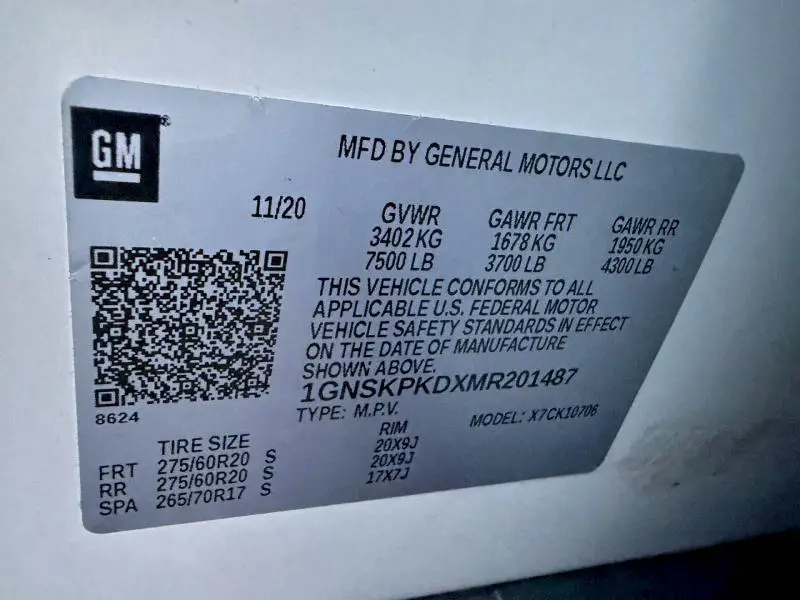 GM®
MFD BY GENERAL MOTORS LLC
11/20
GVWR GAWR FRT GAWR RR
3402 KG 1678 KG 1950 KG
7500 LB 3700 LB 4300 LB
THIS VEHICLE CONFORMS TO ALL
APPLICABLE U.S. FEDERAL MOTOR
VEHICLE SAFETY STANDARDS IN EFFECT
ON THE DATE OF MANUFACTURE
SHOWN ABOVE.
1GNSKPKDXMR201487
8624
TYPE: M.P.V. MODEL: X7CK10706
TIRE SIZE RIM
FRT 275/60R20 S 20X9J
RR 275/60R20 S 20X9J
SPA 265/70R17 S 17X7J